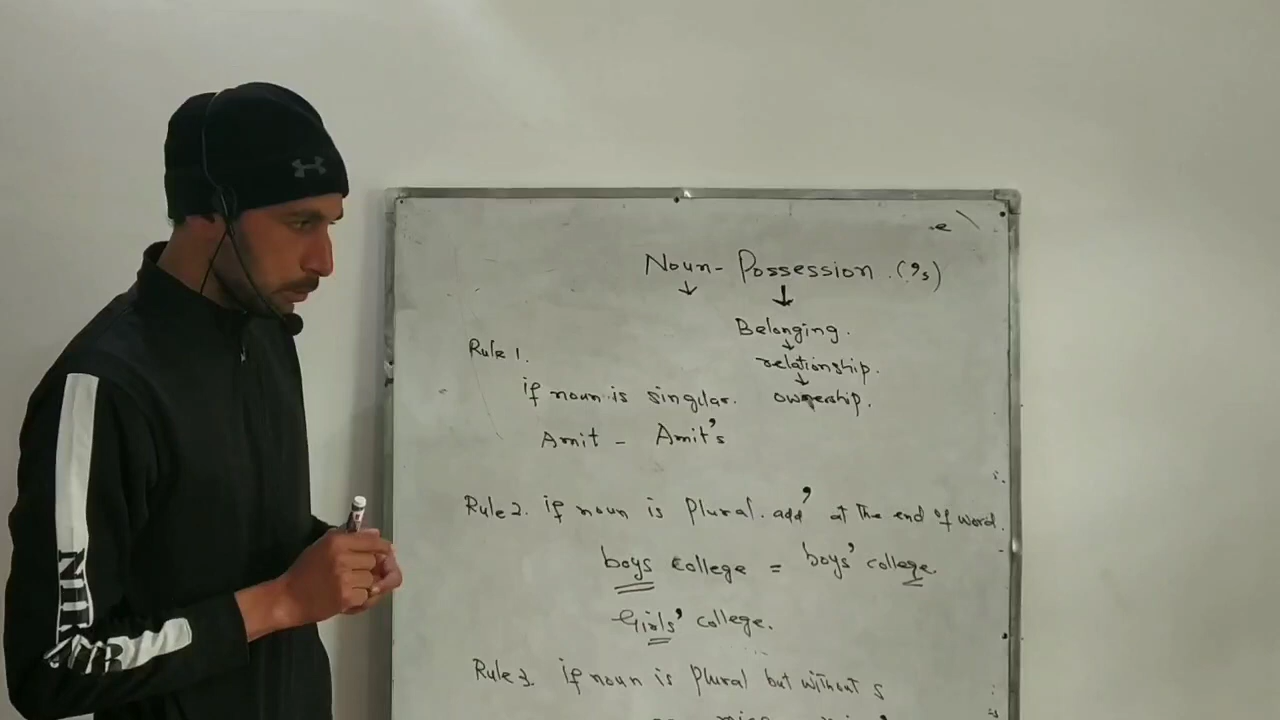 Noun - Possession. ('s)
Belonging.
Rule 1.
relationship.
if noun is singular. ownership.
Amit - Amit's
Rule 2. if noun is Plural. add ' at the end of word.
boys college = boys' college
Girls' college.
Rule 3. if noun is Plural but without s